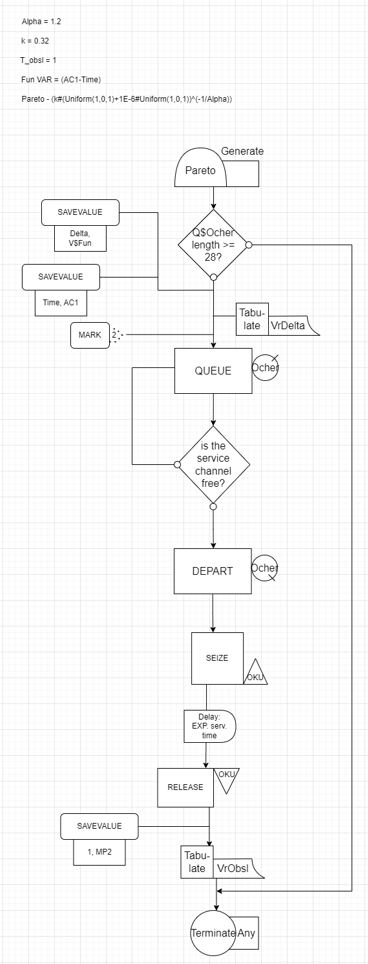 Alpha = 1.2
k = 0.32
T_obsl = 1
Fun VAR = (AC1-Time)
Pareto - (k#(Uniform(1,0,1)+1E-6#Uniform(1,0,1))^(-1/Alpha))
Generate
Pareto
SAVEVALUE
Delta,
V$Fun
Q$Ocher
length >=
28?
SAVEVALUE
Time, AC1
Tabu-
late
VrDelta
MARK
2
QUEUE
Ocher
is the
service
channel
free?
DEPART
Ocher
SEIZE
OKU
Delay:
EXP. serv.
time
RELEASE
OKU
SAVEVALUE
1, MP2
Tabu-
late
VrObsl
Terminate
Any